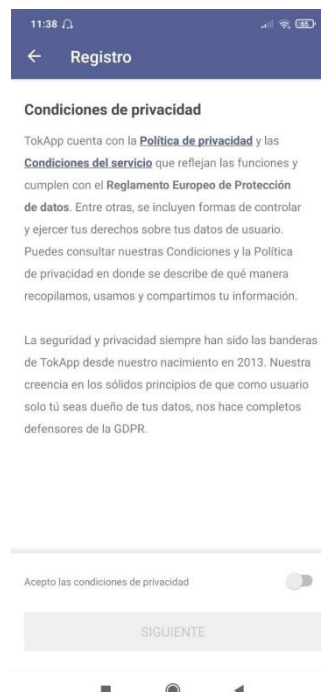 11:38
65
Registro
Condiciones de privacidad
TokApp cuenta con la Política de privacidad y las
Condiciones del servicio que reflejan las funciones y
cumplen con el Reglamento Europeo de Protección
de datos. Entre otras, se incluyen formas de controlar
y ejercer tus derechos sobre tus datos de usuario.
Puedes consultar nuestras Condiciones y la Política
de privacidad en donde se describe de qué manera
recopilamos, usamos y compartimos tu información.
La seguridad y privacidad siempre han sido las banderas
de TokApp desde nuestro nacimiento en 2013. Nuestra
creencia en los sólidos principios de que como usuario
solo tú seas dueño de tus datos, nos hace completos
defensores de la GDPR.
Acepto las condiciones de privacidad
SIGUIENTE